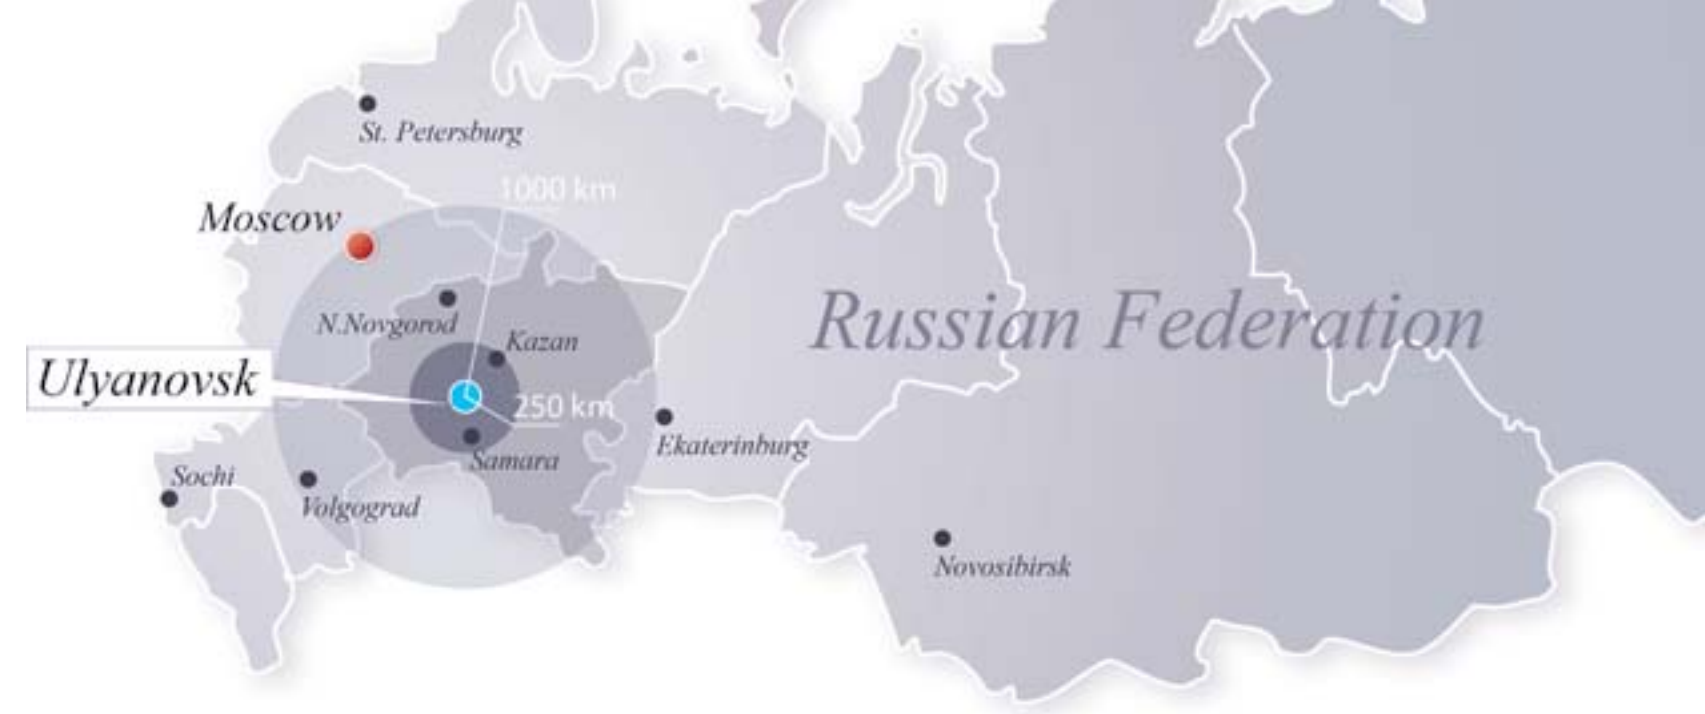 St. Petersburg
1000 km
Moscow
N.Novgorod
Kazan
Russian Federation
Ulyanovsk
250 km
Ekaterinburg
Samara
Sochi
Volgograd
Novosibirsk